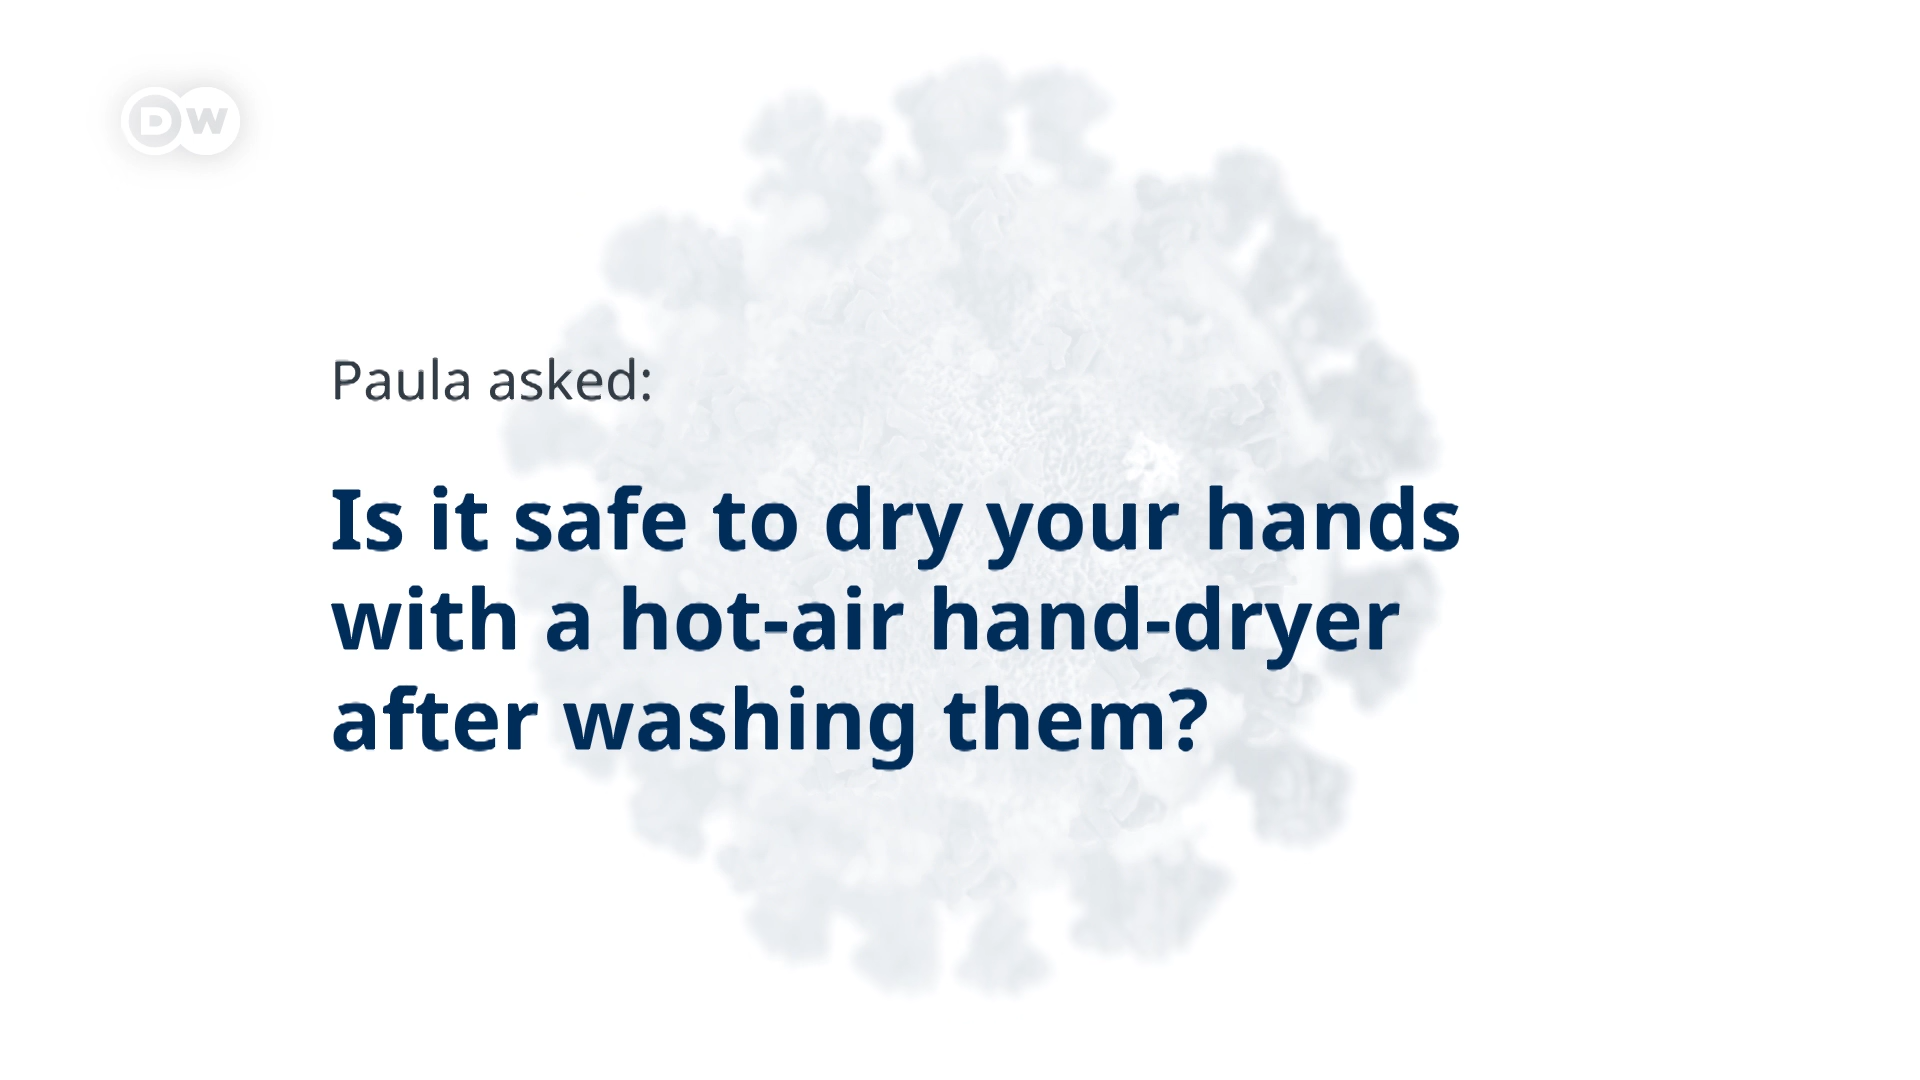 DW
Paula asked:
Is it safe to dry your hands
with a hot-air hand-dryer
after washing them?